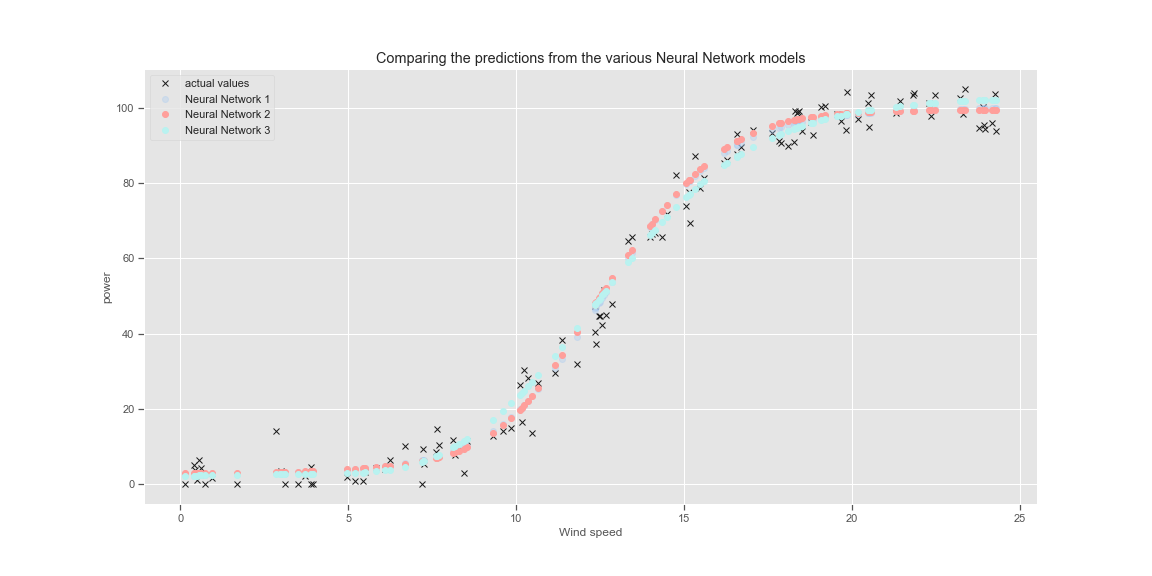 Comparing the predictions from the various Neural Network models
actual values
Neural Network 1
Neural Network 2
Neural Network 3
100
80
60
40
20
0
power
0 5 10 15 20 25
Wind speed